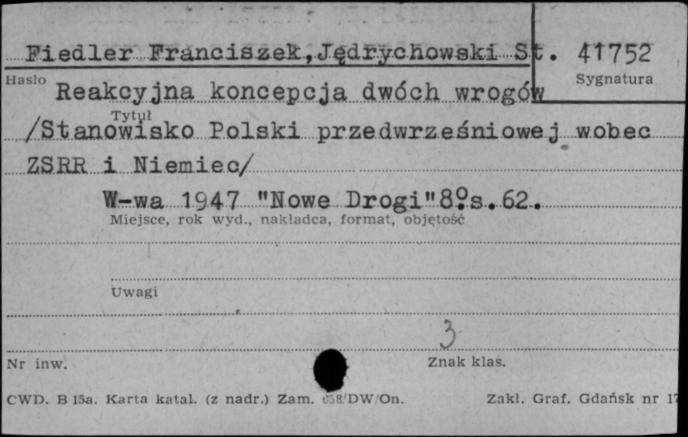 Fiedler Franciszek, Jędrychowski St. 41752
Hasło
Sygnatura
Reakcyjna koncepcja dwóch wrogów
Tytuł
/Stanowisko Polski przedwrześniowej wobec
ZSRR i Niemiec/
W-wa 1947 "Nowe Drogi" 8º s. 62.
Miejsce, rok wyd., nakładca, format, objętość
Uwagi
3
Nr inw.
Znak klas.
CWD. B 15a. Karta katal. (z nadr.) Zam. DW/On.
Zakł. Graf. Gdańsk nr